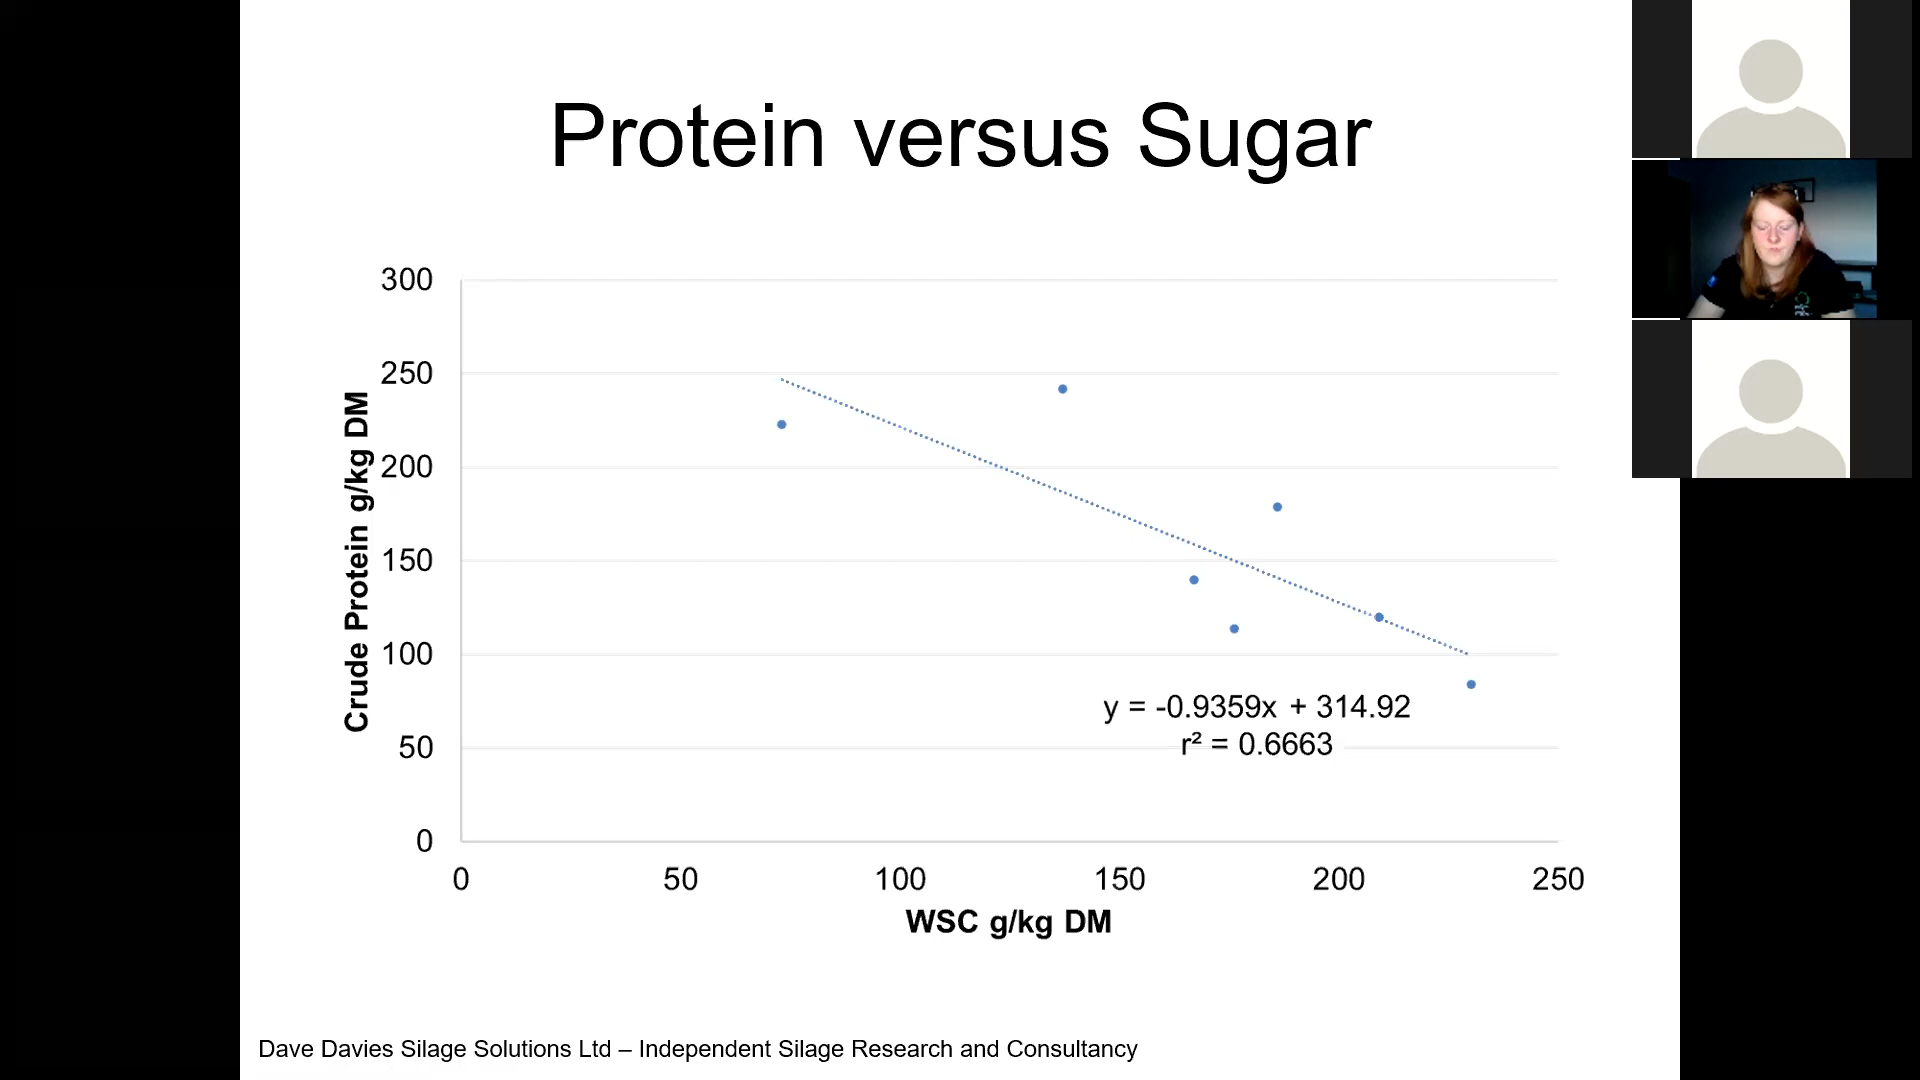 Protein versus Sugar
300
250
200
150
100
50
0
Crude Protein g/kg DM
y = -0.9359x + 314.92
r² = 0.6663
0 50 100 150 200 250
WSC g/kg DM
Dave Davies Silage Solutions Ltd – Independent Silage Research and Consultancy